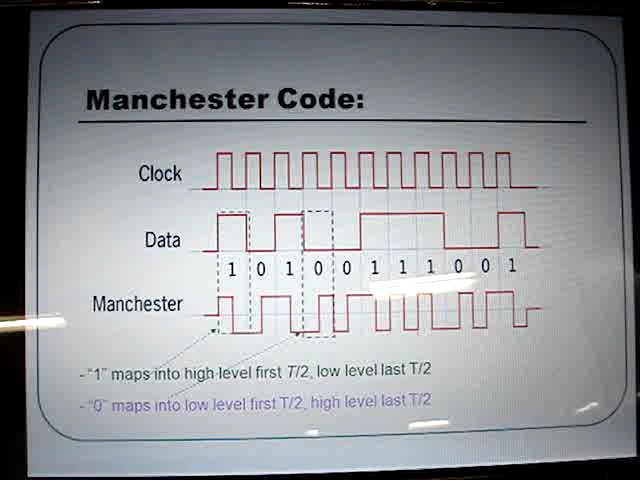 Manchester Code:
Clock
Data
1 0 1 0 0 1 1 1 0 0 1
Manchester
- "1" maps into high level first T/2, low level last T/2
- "0" maps into low level first T/2, high level last T/2